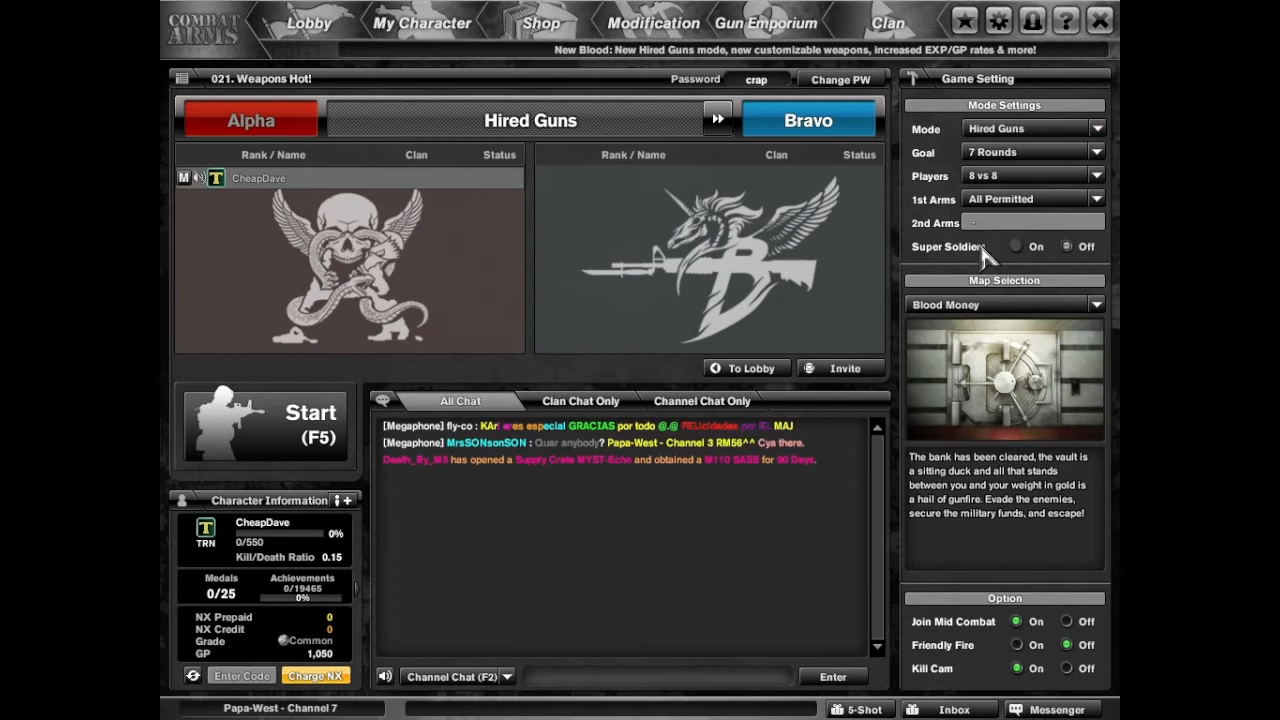 COMBAT ARMS
Lobby
My Character
Shop
Modification
Gun Emporium
Clan
New Blood: New Hired Guns mode, new customizable weapons, increased EXP/GP rates & more!
021. Weapons Hot!
Password
crap
Change PW
Alpha
Hired Guns
Bravo
Rank / Name Clan Status
Rank / Name Clan Status
M T CheapDave
To Lobby
Invite
Start
(F5)
All Chat
Clan Chat Only
Channel Chat Only
[Megaphone] fly-co : KAri eres especial GRACIAS por todo @.@ FELicidades por MAJ
[Megaphone] MrsSONsonSON : Quar anybody? Papa-West - Channel 3 RM56^^ Cya there.
Death_By_M3 has opened a Supply Crate MYST-Echo and obtained a M110 SASS for 90 Days.
Channel Chat (F2)
Enter
Character Information
T
TRN
CheapDave
0%
0/550
Kill/Death Ratio 0.15
Medals
0/25
Achievements
0/19465
0%
NX Prepaid 0
NX Credit 0
Grade Common
GP 1,050
Enter Code
Charge NX
Game Setting
Mode Settings
Mode Hired Guns
Goal 7 Rounds
Players 8 vs 8
1st Arms All Permitted
2nd Arms -
Super Soldiers On Off
Map Selection
Blood Money
The bank has been cleared, the vault is
a sitting duck and all that stands
between you and your weight in gold
is a hail of gunfire. Evade the enemies,
secure the military funds, and escape!
Option
Join Mid Combat On Off
Friendly Fire On Off
Kill Cam On Off
Papa-West - Channel 7
5-Shot
Inbox
Messenger